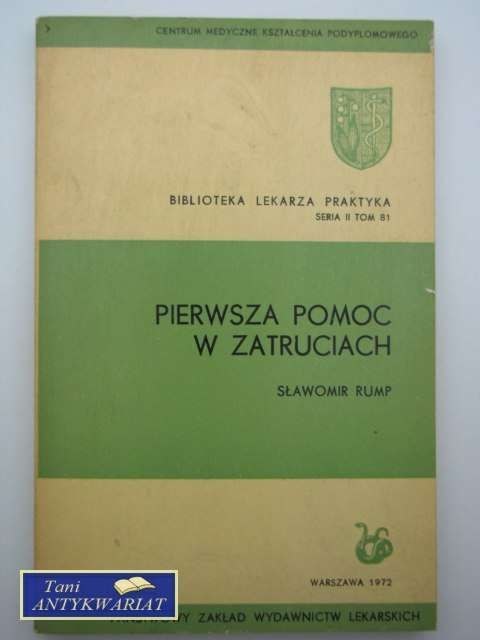 CENTRUM MEDYCZNE KSZTAŁCENIA PODYPLOMOWEGO
BIBLIOTEKA LEKARZA PRAKTYKA
SERIA II TOM 81
PIERWSZA POMOC
W ZATRUCIACH
SŁAWOMIR RUMP
WARSZAWA 1972
ZAKŁAD WYDAWNICTW LEKARSKICH
Tani
ANTYKWARIAT